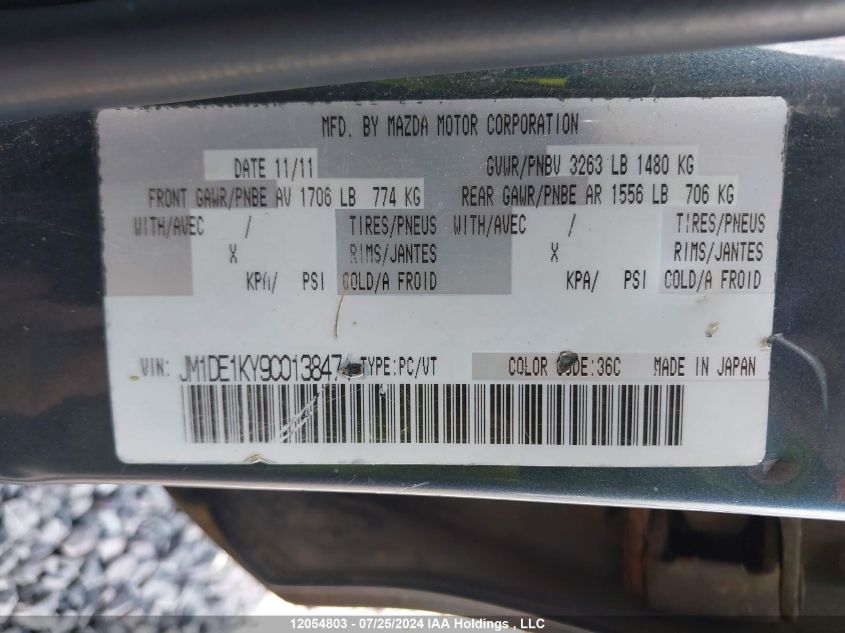 MFD. BY MAZDA MOTOR CORPORATION
DATE 11/11 GVWR/PNBV 3263 LB 1480 KG
FRONT GAWR/PNBE AV 1706 LB 774 KG REAR GAWR/PNBE AR 1556 LB 706 KG
WITH/AVEC / TIRES/PNEUS WITH/AVEC / TIRES/PNEUS
X RIMS/JANTES X RIMS/JANTES
KPA/ PSI COLD/A FROID KPA/ PSI COLD/A FROID
VIN: JM1DE1KY9C0138474 TYPE:PC/VT COLOR CODE:36C MADE IN JAPAN
12054803 - 07/25/2024 IAA Holdings , LLC